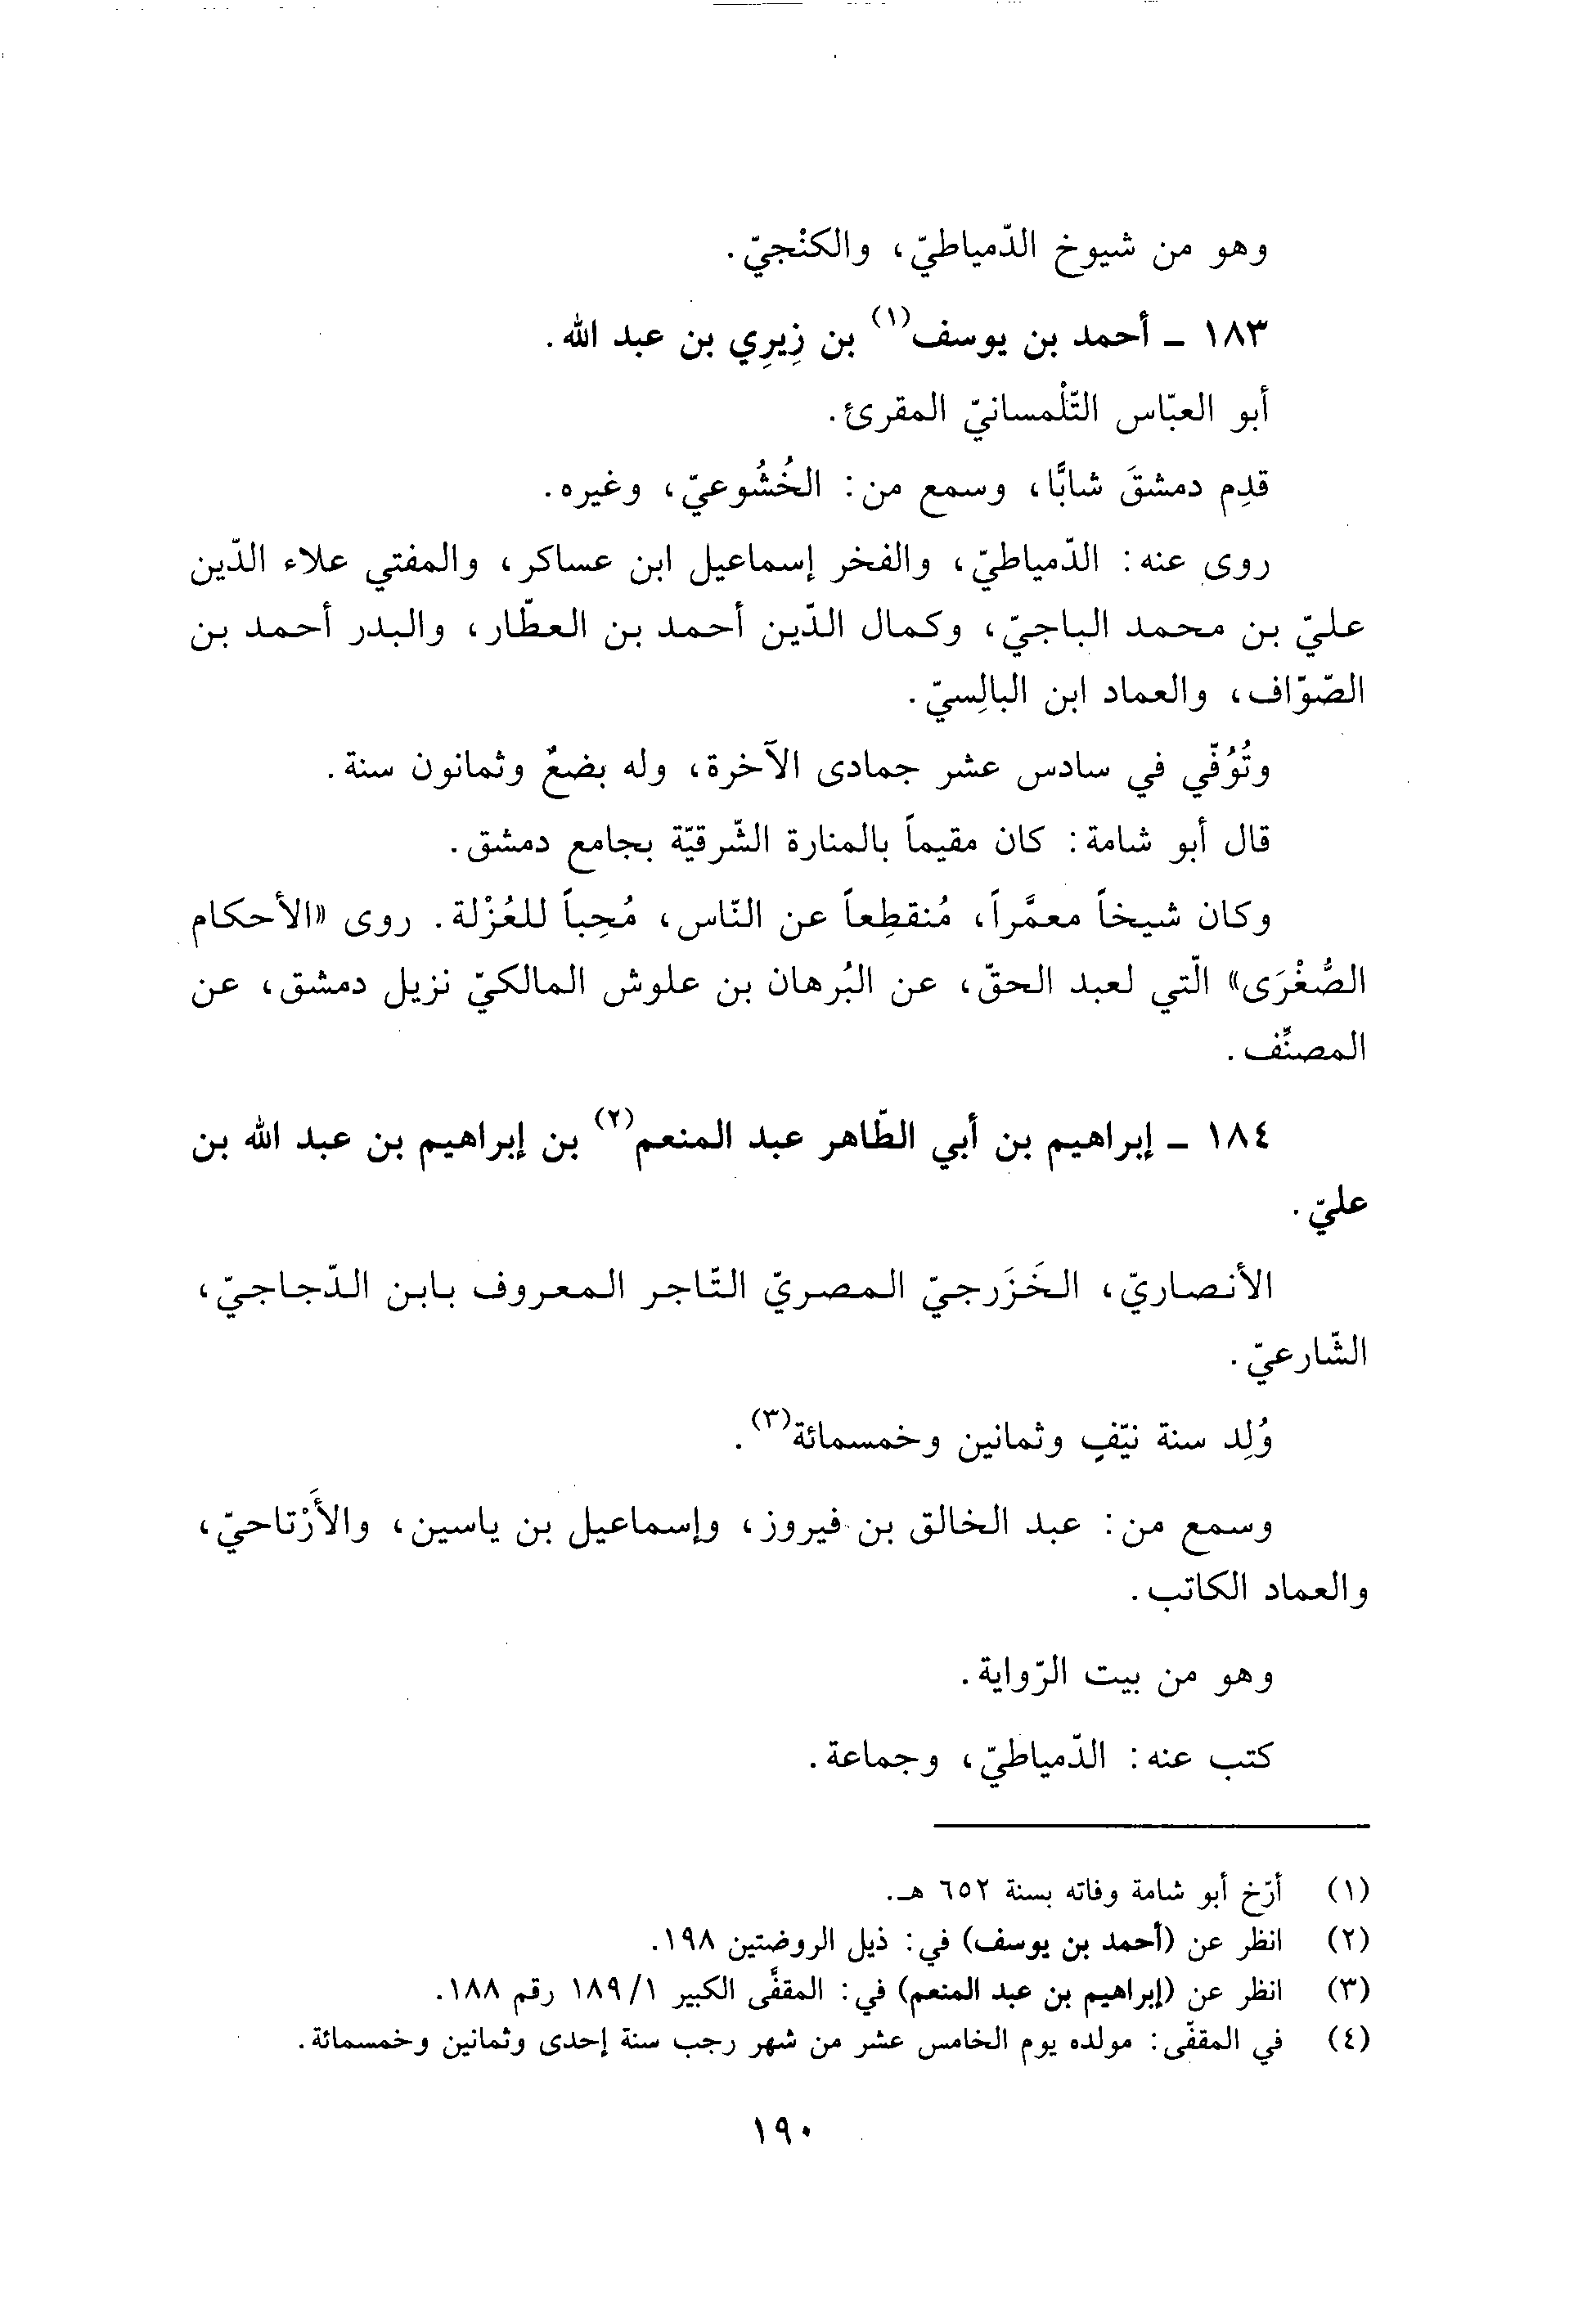 وهو من شيوخ الدّمياطيّ، والكنْجيّ.
١٨٣ - أحمد بن يوسف(١) بن زِيرِي بن عبد الله.
أبو العبّاس التّلْمسانيّ المقرئ.
قدِم دمشقَ شابًّا، وسمع من: الخُشُوعيّ، وغيره.
روى عنه: الدّمياطيّ، والفخر إسماعيل ابن عساكر، والمفتي علاء الدّين
عليّ بن محمد الباجيّ، وكمال الدّين أحمد بن العطّار، والبدر أحمد بن
الصّوّاف، والعماد ابن البالِسيّ.
وتُوُفّي في سادس عشر جمادى الآخرة، وله بضعٌ وثمانون سنة.
قال أبو شامة: كان مقيماً بالمنارة الشّرقيّة بجامع دمشق.
وكان شيخاً معمَّراً، مُنقطِعاً عن النّاس، مُحِباً للعُزْلة. روى «الأحكام
الصُّغْرَى» الّتي لعبد الحقّ، عن البُرهان بن علوش المالكيّ نزيل دمشق، عن
المصنِّف.
١٨٤ - إبراهيم بن أبي الطّاهر عبد المنعم(٢) بن إبراهيم بن عبد الله بن
عليّ.
الأنصاريّ، الخَزَرجيّ المصريّ التّاجر المعروف بابن الدّجاجيّ،
الشّارعيّ.
وُلِد سنة نيّفٍ وثمانين وخمسمائة(٣).
وسمع من: عبد الخالق بن فيروز، وإسماعيل بن ياسين، والأَرْتاحيّ،
والعماد الكاتب.
وهو من بيت الرّواية.
كتب عنه: الدّمياطيّ، وجماعة.
(١) أرّخ أبو شامة وفاته بسنة ٦٥٢ هـ.
(٢) انظر عن (أحمد بن يوسف) في: ذيل الروضتين ١٩٨.
(٣) انظر عن (إبراهيم بن عبد المنعم) في: المقفَّى الكبير ١٨٩/١ رقم ١٨٨.
(٤) في المقفّى: مولده يوم الخامس عشر من شهر رجب سنة إحدى وثمانين وخمسمائة.
١٩٠